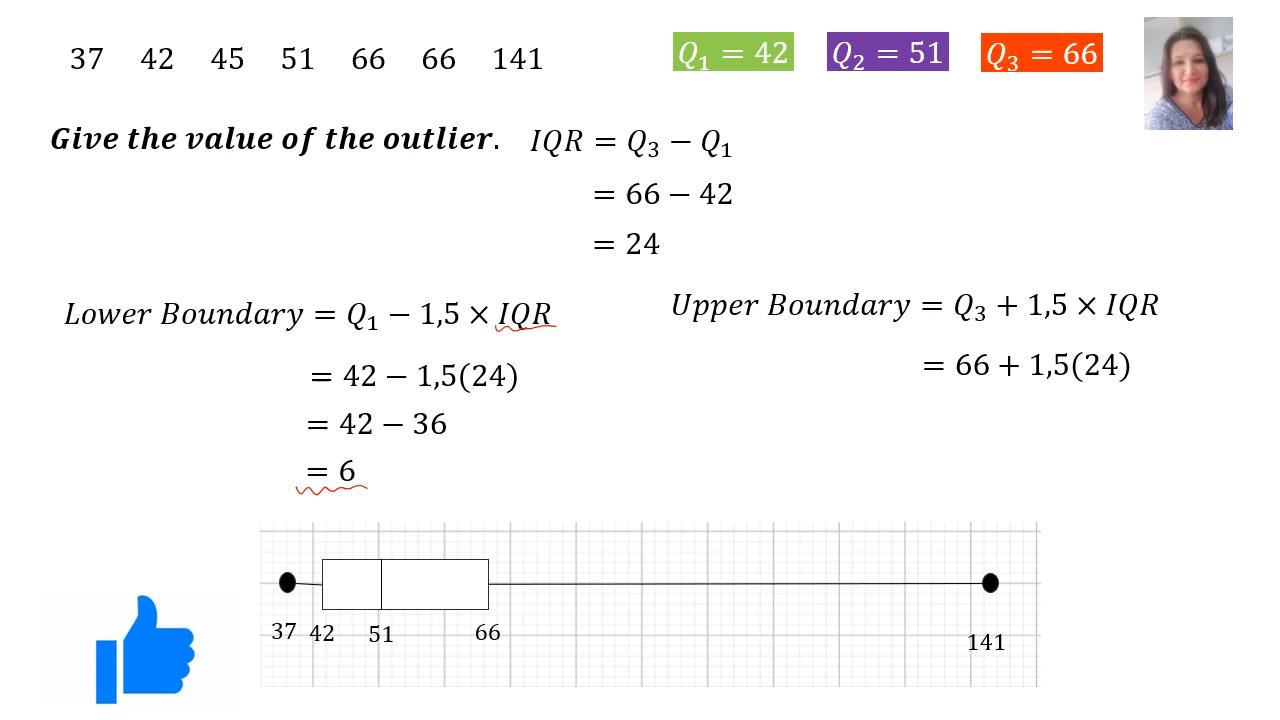 37 42 45 51 66 66 141
Q₁ = 42 Q₂ = 51 Q₃ = 66
Give the value of the outlier.
IQR = Q₃ − Q₁
= 66 − 42
= 24
Lower Boundary = Q₁ − 1,5 × IQR
= 42 − 1,5(24)
= 42 − 36
= 6
Upper Boundary = Q₃ + 1,5 × IQR
= 66 + 1,5(24)
37 42 51 66 141